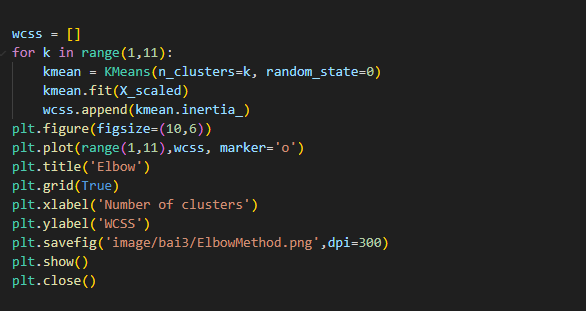 wcss = []
for k in range(1,11):
    kmean = KMeans(n_clusters=k, random_state=0)
    kmean.fit(X_scaled)
    wcss.append(kmean.inertia_)
plt.figure(figsize=(10,6))
plt.plot(range(1,11),wcss, marker='o')
plt.title('Elbow')
plt.grid(True)
plt.xlabel('Number of clusters')
plt.ylabel('WCSS')
plt.savefig('image/bai3/ElbowMethod.png',dpi=300)
plt.show()
plt.close()